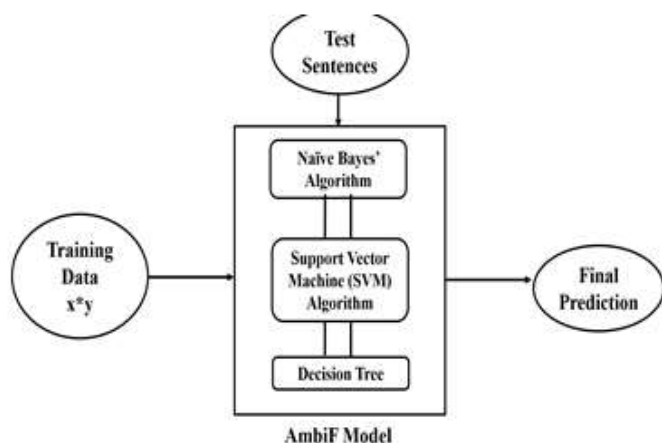 Test
Sentences
Naïve Bayes'
Algorithm
Training
Data
x*y
Support Vector
Machine (SVM)
Algorithm
Final
Prediction
Decision Tree
AmbiF Model